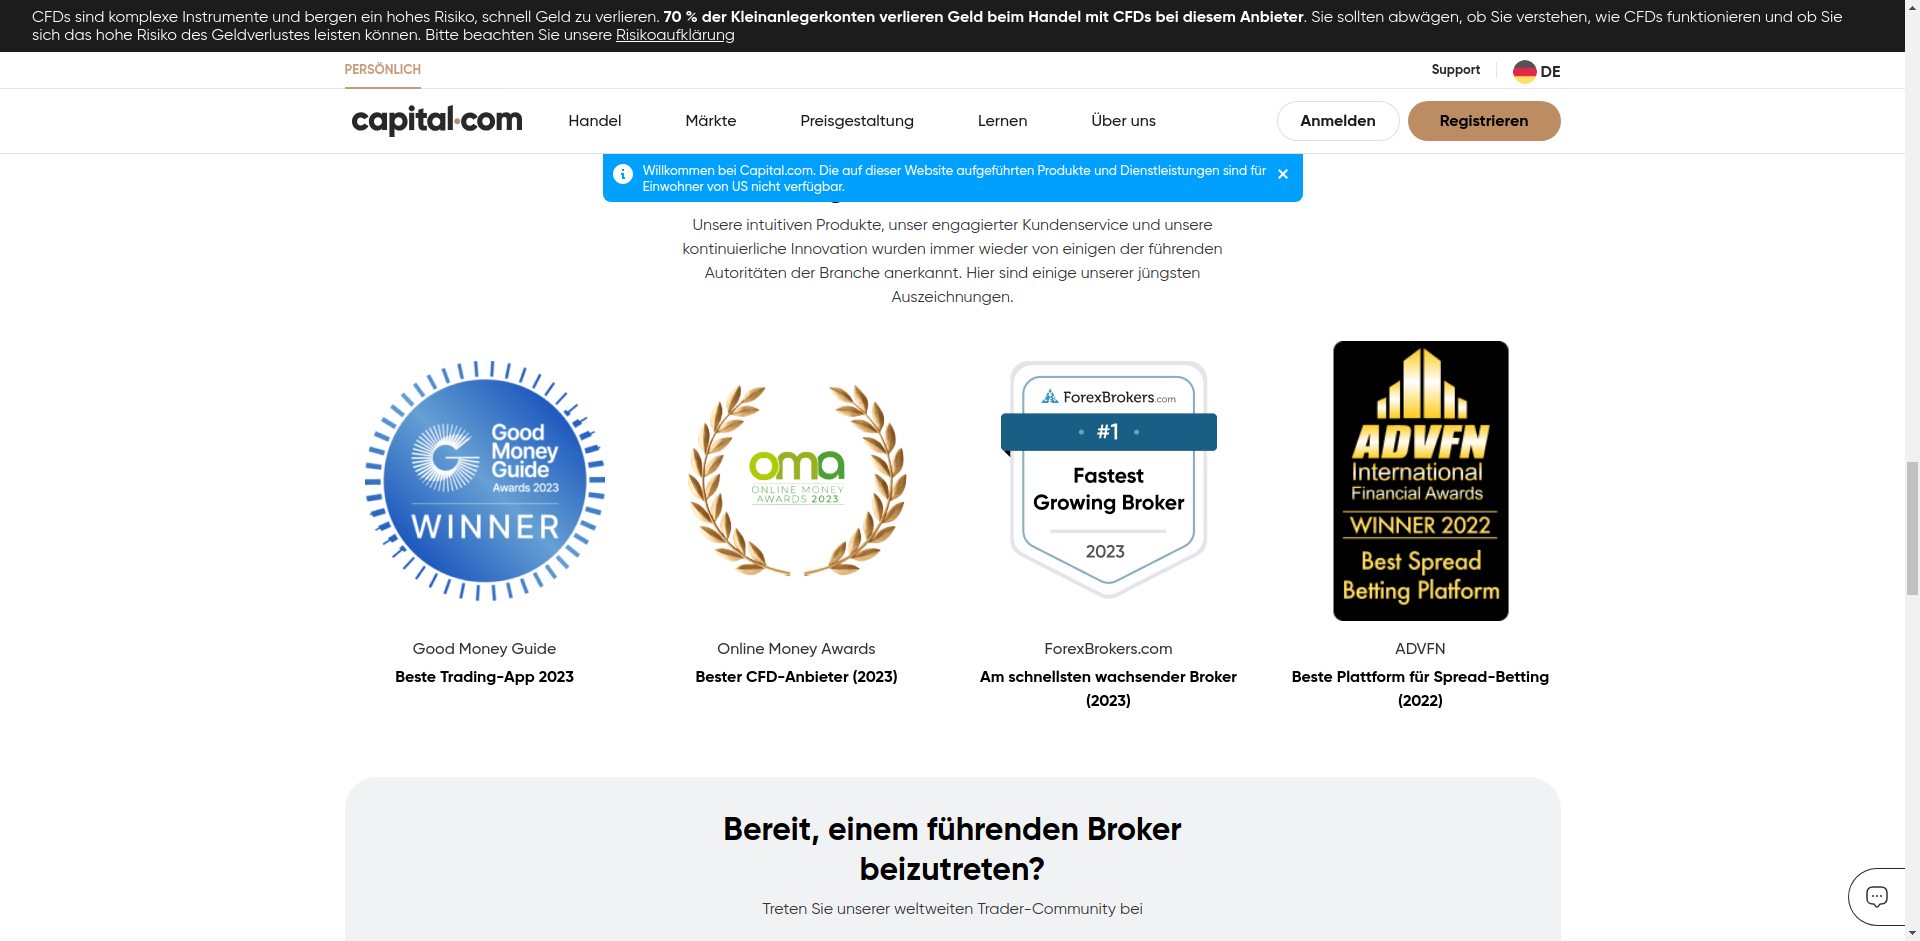 CFDs sind komplexe Instrumente und bergen ein hohes Risiko, schnell Geld zu verlieren. 70 % der Kleinanlegerkonten verlieren Geld beim Handel mit CFDs bei diesem Anbieter. Sie sollten abwägen, ob Sie verstehen, wie CFDs funktionieren und ob Sie
sich das hohe Risiko des Geldverlustes leisten können. Bitte beachten Sie unsere Risikoaufklärung
PERSÖNLICH
Support
DE
capital.com
Handel
Märkte
Preisgestaltung
Lernen
Über uns
Anmelden
Registrieren
Willkommen bei Capital.com. Die auf dieser Website aufgeführten Produkte und Dienstleistungen sind für
Einwohner von US nicht verfügbar.
Unsere intuitiven Produkte, unser engagierter Kundenservice und unsere
kontinuierliche Innovation wurden immer wieder von einigen der führenden
Autoritäten der Branche anerkannt. Hier sind einige unserer jüngsten
Auszeichnungen.
Good
Money
Guide
Awards 2023
WINNER
oma
ONLINE MONEY
AWARDS 2023
ForexBrokers.com
#1
Fastest
Growing Broker
2023
ADVFN
International
Financial Awards
WINNER 2022
Best Spread
Betting Platform
Good Money Guide
Beste Trading-App 2023
Online Money Awards
Bester CFD-Anbieter (2023)
ForexBrokers.com
Am schnellsten wachsender Broker
(2023)
ADVFN
Beste Plattform für Spread-Betting
(2022)
Bereit, einem führenden Broker
beizutreten?
Treten Sie unserer weltweiten Trader-Community bei